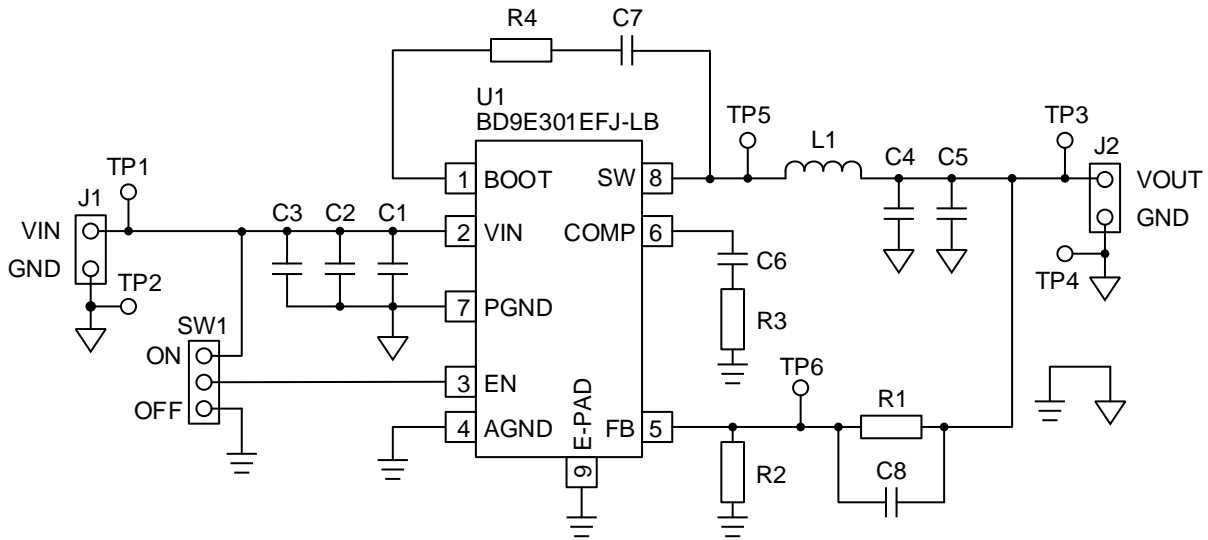 R4
C7
U1
BD9E301EFJ-LB
TP5
TP3
L1
C4
C5
J2
TP1
1
BOOT
SW
8
VOUT
J1
C3
C2
C1
VIN
2
VIN
COMP
6
GND
C6
GND
TP2
TP4
7
PGND
R3
SW1
ON
TP6
3
EN
OFF
R1
4
AGND
E-PAD
FB
5
9
R2
C8